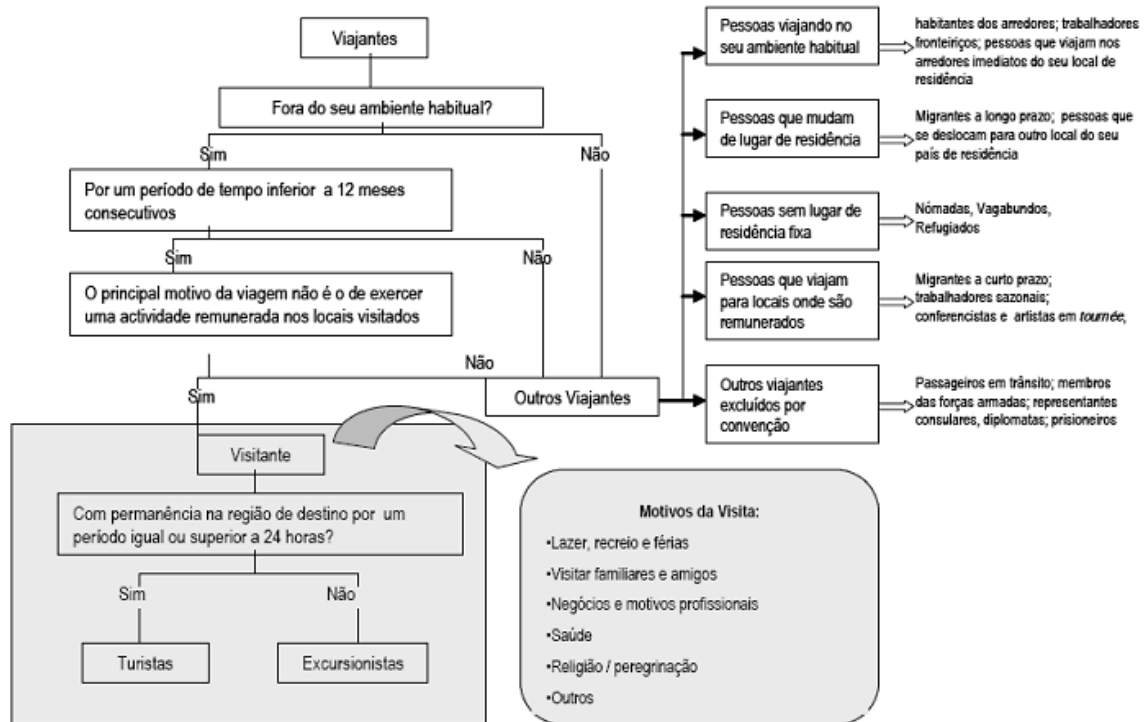 Viajantes
Fora do seu ambiente habitual?
Sim
Não
Por um período de tempo inferior a 12 meses
consecutivos
Sim
Não
O principal motivo da viagem não é o de exercer
uma actividade remunerada nos locais visitados
Não
Sim
Outros Viajantes
Visitante
Com permanência na região de destino por um
período igual ou superior a 24 horas?
Sim
Não
Turistas
Excursionistas
Pessoas viajando no
seu ambiente habitual
habitantes dos arredores; trabalhadores
fronteiriços; pessoas que viajam nos
arredores imediatos do seu local de
residência
Pessoas que mudam
de lugar de residência
Migrantes a longo prazo; pessoas que
se deslocam para outro local do seu
país de residência
Pessoas sem lugar de
residência fixa
Nómadas, Vagabundos,
Refugiados
Pessoas que viajam
para locais onde são
remunerados
Migrantes a curto prazo;
trabalhadores sazonais;
conferencistas e artistas em tournée,
Outros viajantes
excluídos por
convenção
Passageiros em trânsito; membros
das forças armadas; representantes
consulares, diplomatas; prisioneiros
Motivos da Visita:
•Lazer, recreio e férias
•Visitar familiares e amigos
•Negócios e motivos profissionais
•Saúde
•Religião / peregrinação
•Outros